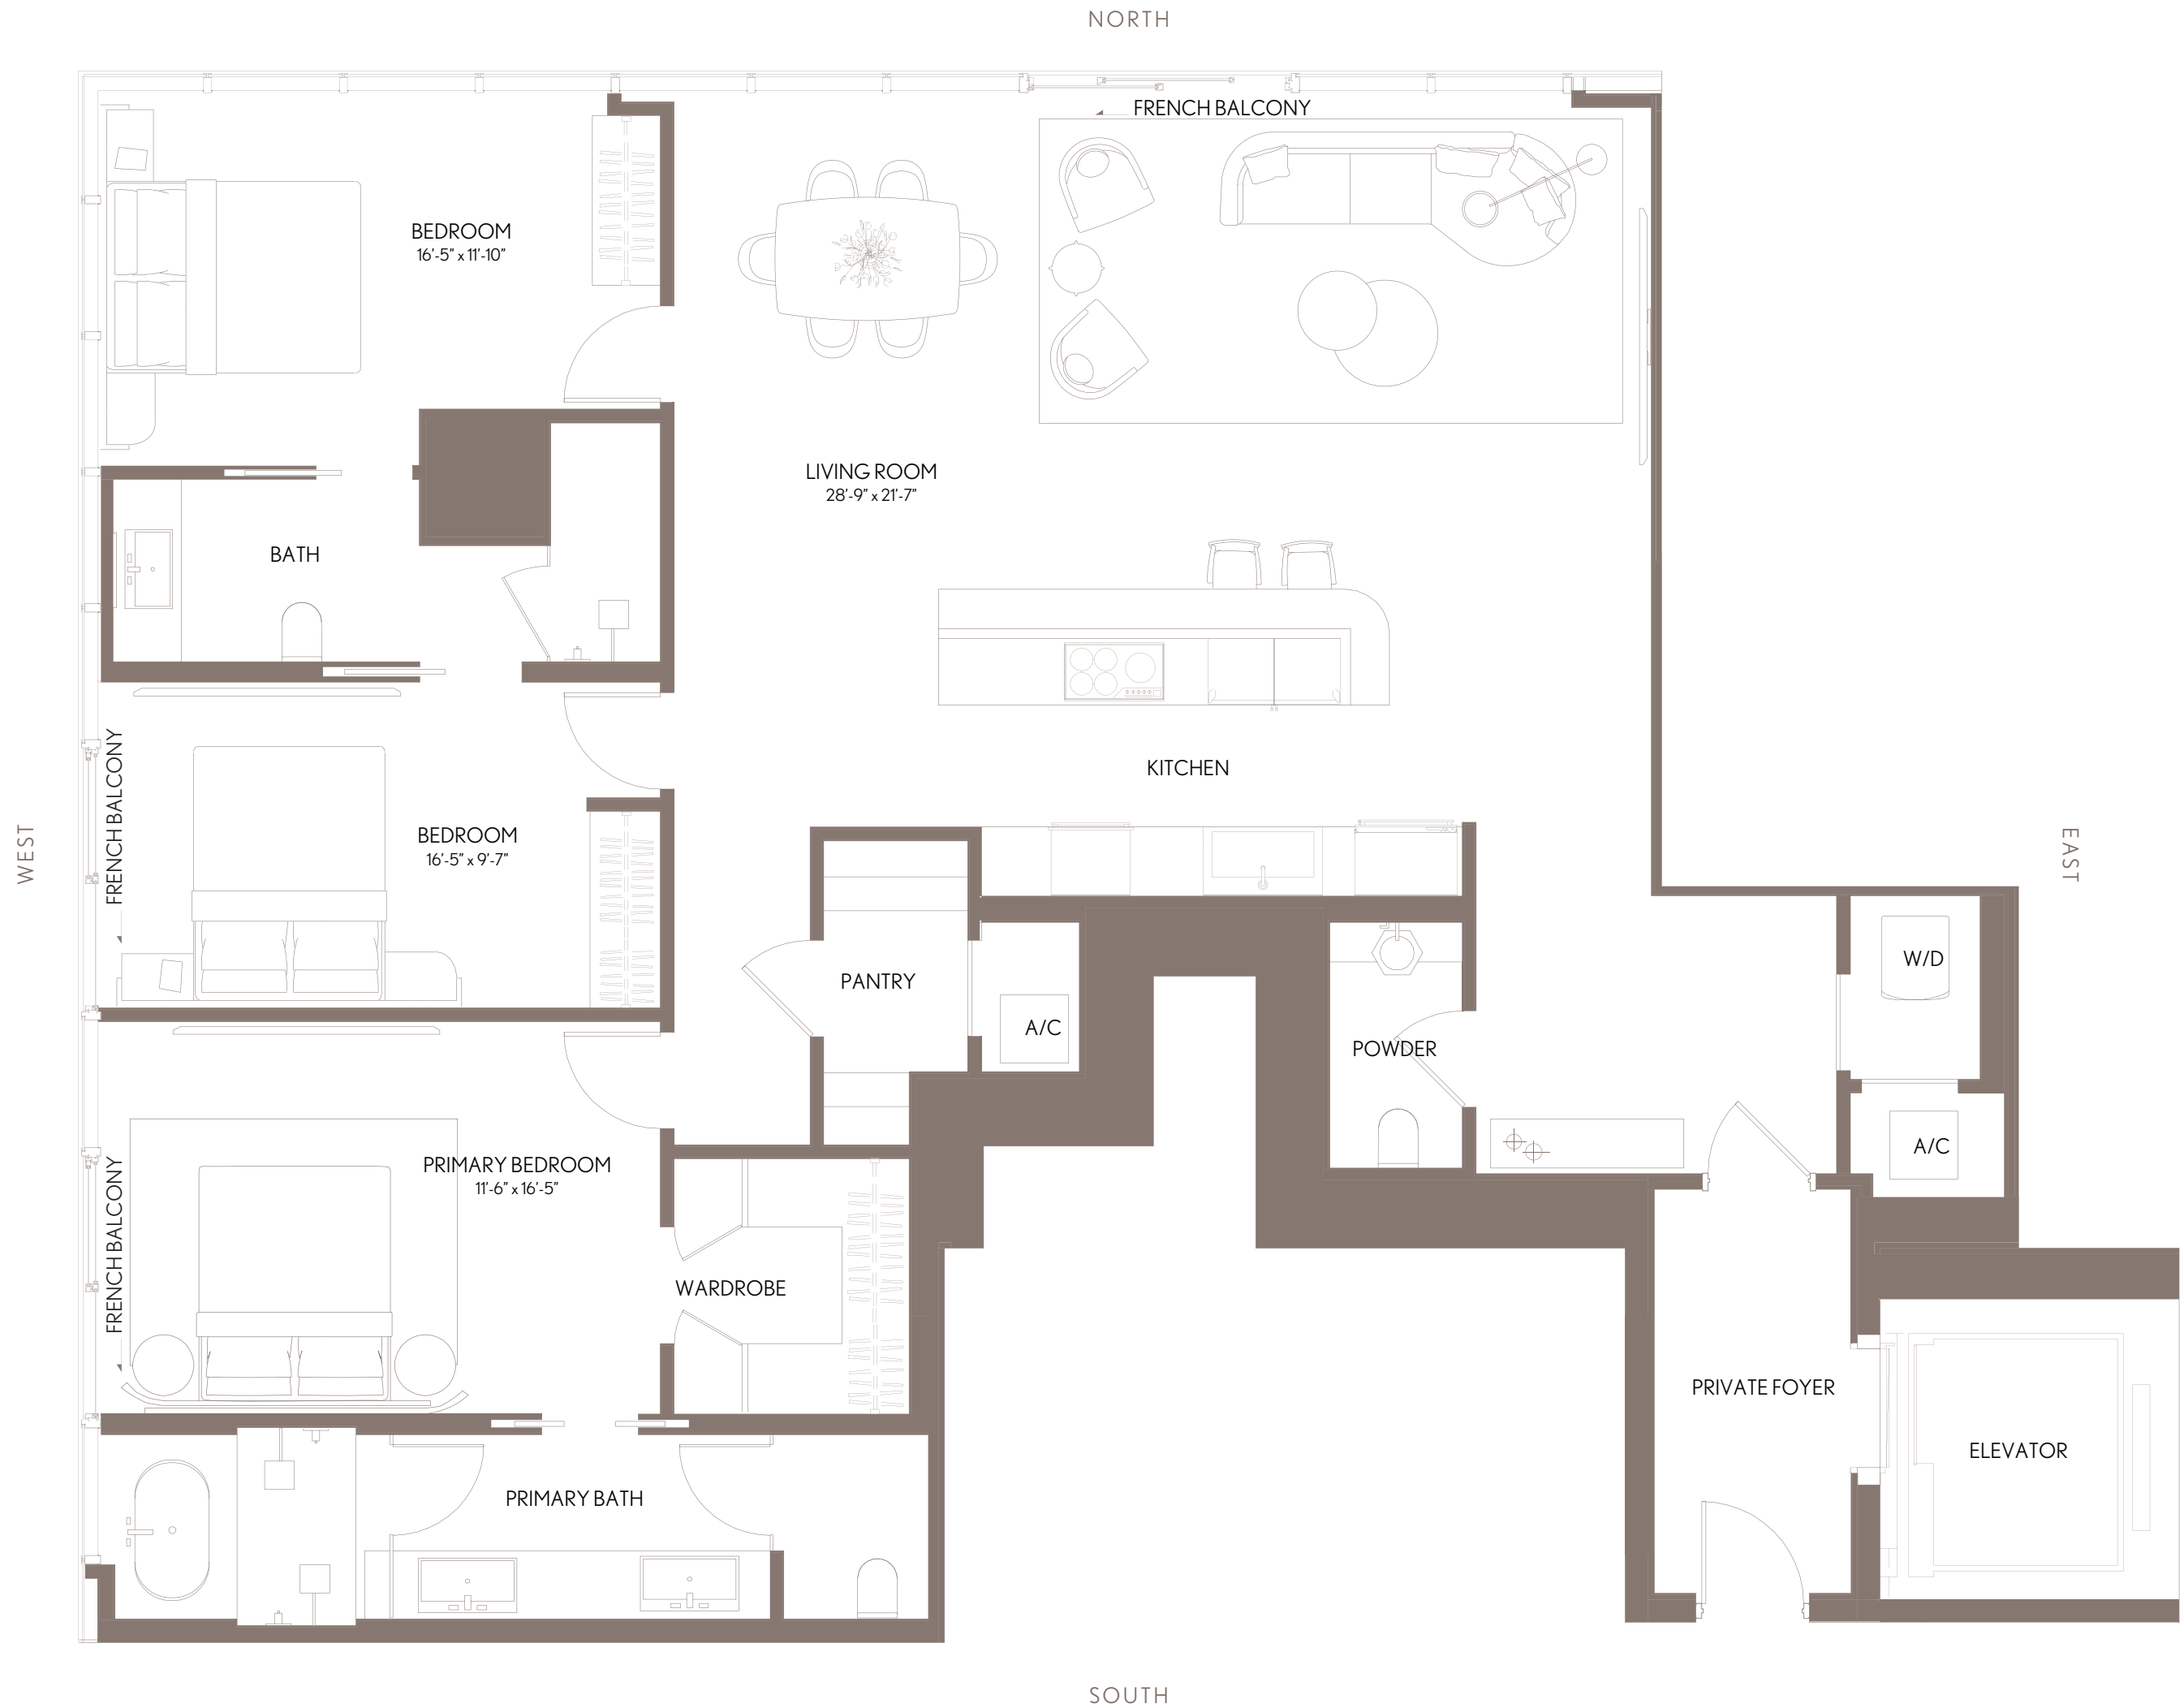 NORTH
FRENCH BALCONY
BEDROOM
16'-5" x 11'-10"
LIVING ROOM
28'-9" x 21'-7"
BATH
KITCHEN
FRENCH BALCONY
BEDROOM
16'-5" x 9'-7"
WEST
EAST
PANTRY
A/C
POWDER
W/D
A/C
PRIMARY BEDROOM
11'-6" x 16'-5"
FRENCH BALCONY
WARDROBE
PRIVATE FOYER
ELEVATOR
PRIMARY BATH
SOUTH